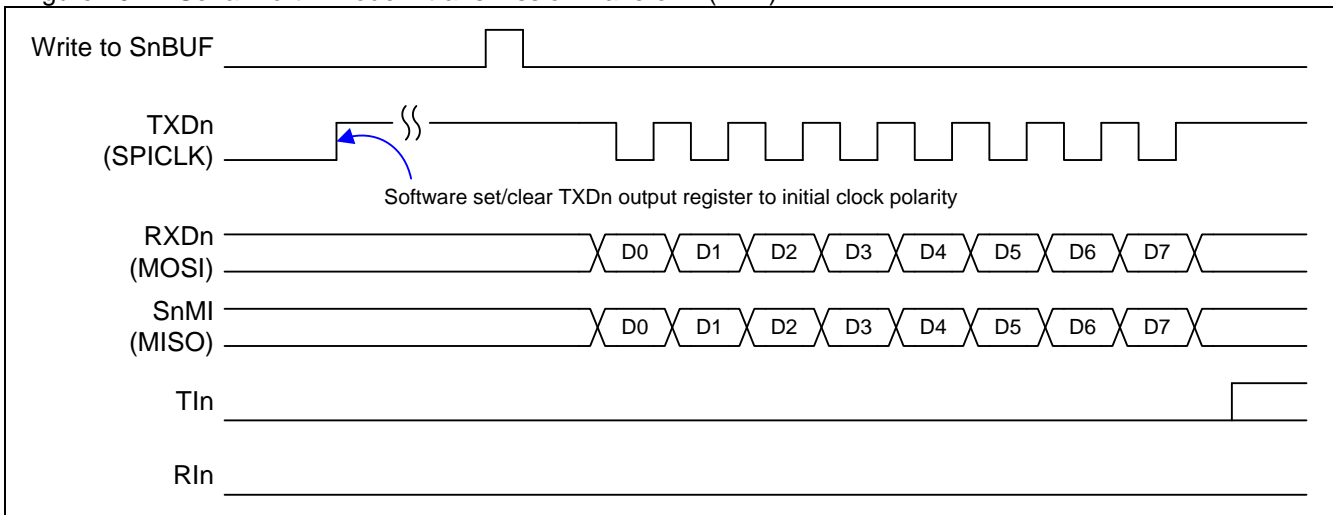 Write to SnBUF
TXDn
(SPICLK)
Software set/clear TXDn output register to initial clock polarity
RXDn
(MOSI)
D0 D1 D2 D3 D4 D5 D6 D7
SnMI
(MISO)
D0 D1 D2 D3 D4 D5 D6 D7
TIn
RIn